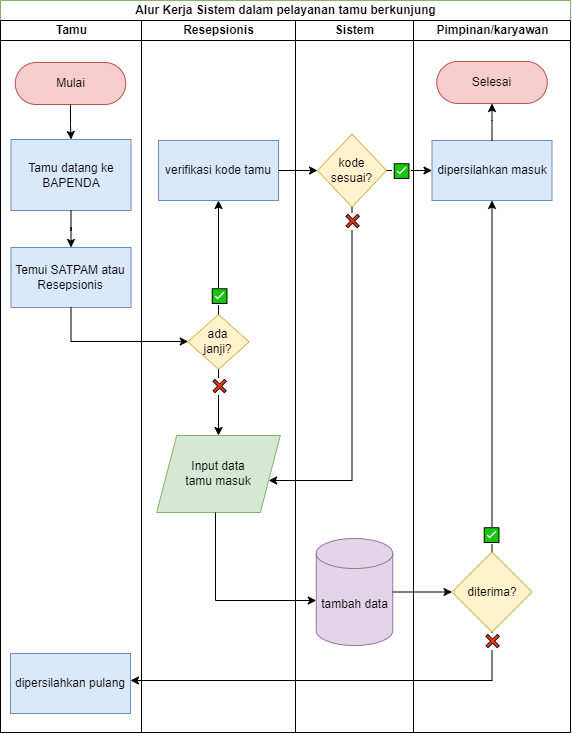 Alur Kerja Sistem dalam pelayanan tamu berkunjung
Tamu
Resepsionis
Sistem
Pimpinan/karyawan
Mulai
Selesai
Tamu datang ke
BAPENDA
verifikasi kode tamu
kode
sesuai?
dipersilahkan masuk
Temui SATPAM atau
Resepsionis
ada
janji?
Input data
tamu masuk
tambah data
diterima?
dipersilahkan pulang